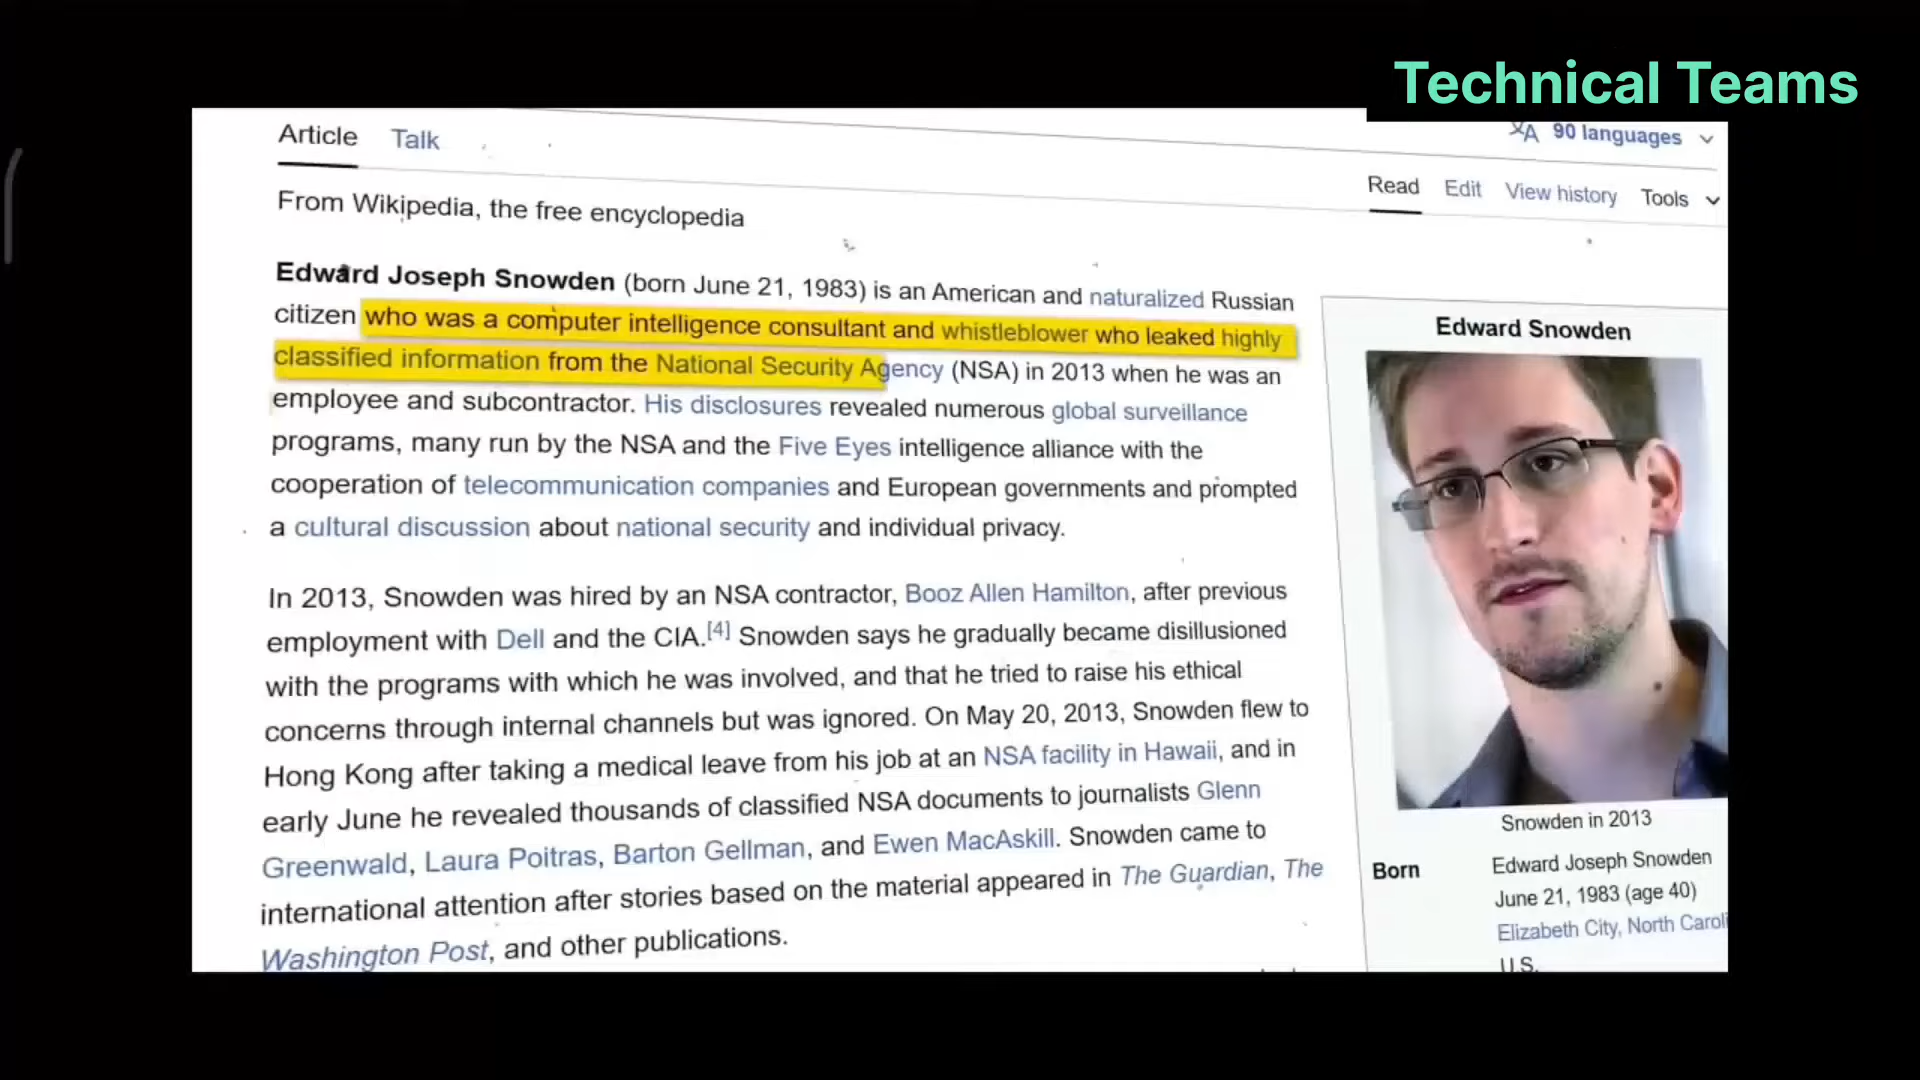 Technical Teams
Article Talk
90 languages
Read Edit View history Tools
From Wikipedia, the free encyclopedia
Edward Joseph Snowden (born June 21, 1983) is an American and naturalized Russian
citizen who was a computer intelligence consultant and whistleblower who leaked highly
classified information from the National Security Agency (NSA) in 2013 when he was an
employee and subcontractor. His disclosures revealed numerous global surveillance
programs, many run by the NSA and the Five Eyes intelligence alliance with the
cooperation of telecommunication companies and European governments and prompted
a cultural discussion about national security and individual privacy.
In 2013, Snowden was hired by an NSA contractor, Booz Allen Hamilton, after previous
employment with Dell and the CIA.[4] Snowden says he gradually became disillusioned
with the programs with which he was involved, and that he tried to raise his ethical
concerns through internal channels but was ignored. On May 20, 2013, Snowden flew to
Hong Kong after taking a medical leave from his job at an NSA facility in Hawaii, and in
early June he revealed thousands of classified NSA documents to journalists Glenn
Greenwald, Laura Poitras, Barton Gellman, and Ewen MacAskill. Snowden came to
international attention after stories based on the material appeared in The Guardian, The
Washington Post, and other publications.
Edward Snowden
Snowden in 2013
Born Edward Joseph Snowden
June 21, 1983 (age 40)
Elizabeth City, North Caroli
U.S.